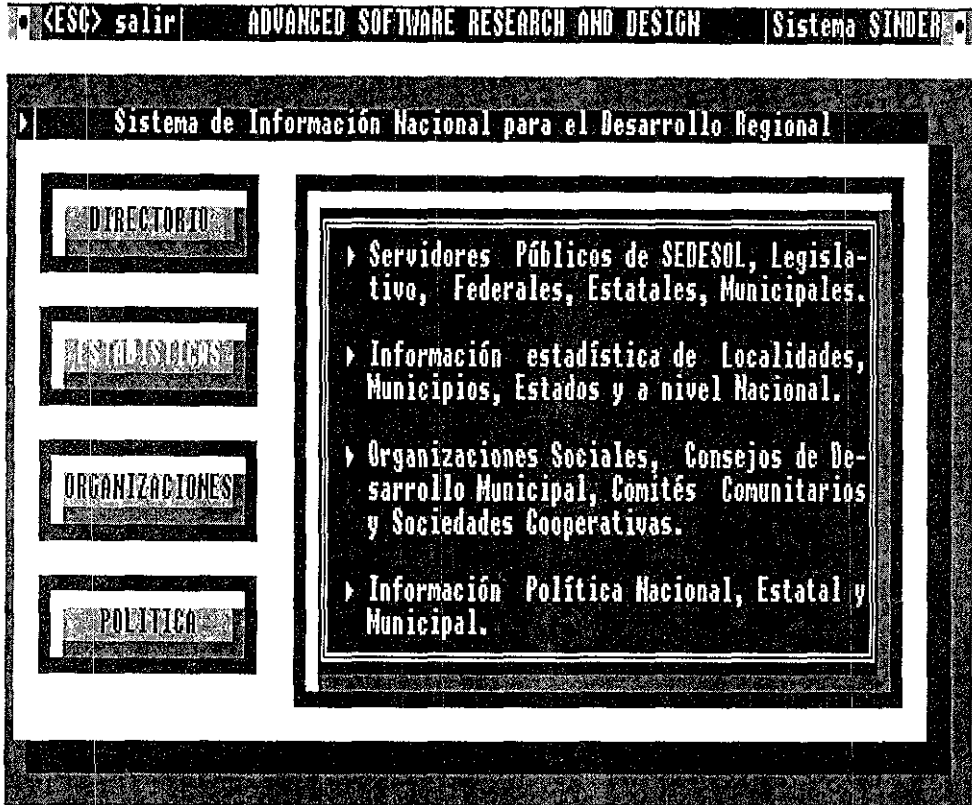 <ESC> salir| ADVANCED SOFTWARE RESEARCH AND DESIGN |Sistema SINDER
Sistema de Información Nacional para el Desarrollo Regional
DIRECTORIO
Servidores Públicos de SEDESOL, Legisla-
tivo, Federales, Estatales, Municipales.
ESTADISTICAS
Información estadística de Localidades,
Municipios, Estados y a nivel Nacional.
ORGANIZACIONES
Organizaciones Sociales, Consejos de De-
sarrollo Municipal, Comités Comunitarios
y Sociedades Cooperativas.
POLITICA
Información Política Nacional, Estatal y
Municipal.